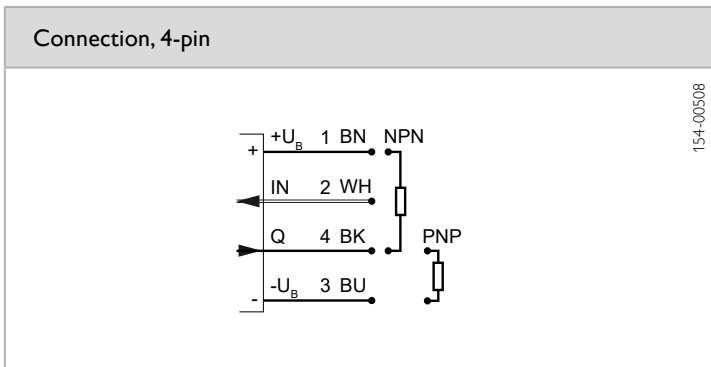 Connection, 4-pin
154-00508
+ +U_B 1 BN NPN
IN 2 WH
Q 4 BK PNP
- -U_B 3 BU